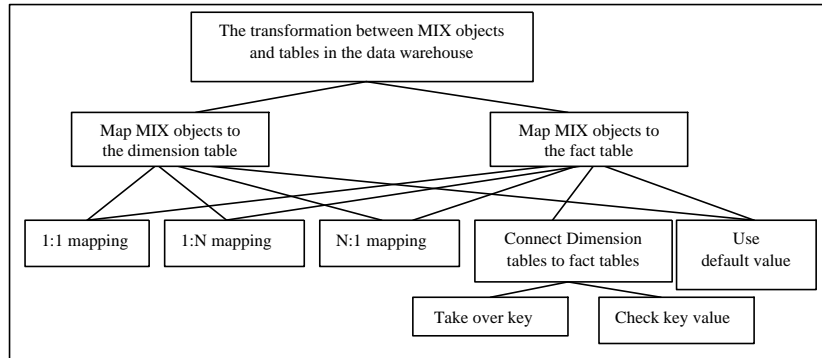 The transformation between MIX objects
and tables in the data warehouse
Map MIX objects to
the dimension table
Map MIX objects to
the fact table
1:1 mapping
1:N mapping
N:1 mapping
Connect Dimension
tables to fact tables
Use
default value
Take over key
Check key value